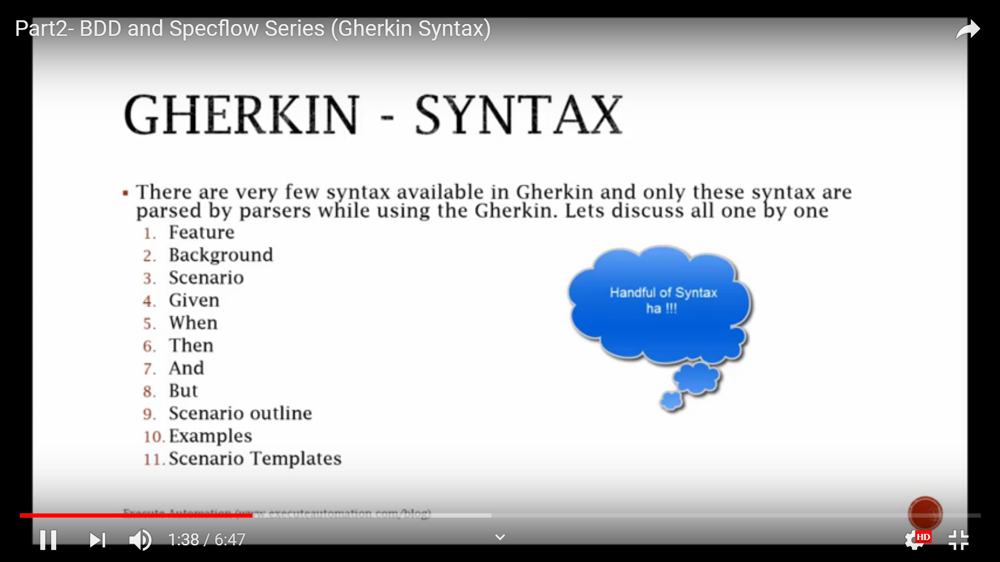 Part2- BDD and Specflow Series (Gherkin Syntax)
GHERKIN - SYNTAX
▪ There are very few syntax available in Gherkin and only these syntax are
parsed by parsers while using the Gherkin. Lets discuss all one by one
1. Feature
2. Background
3. Scenario
4. Given
5. When
6. Then
7. And
8. But
9. Scenario outline
10. Examples
11. Scenario Templates
Handful of Syntax
ha !!!
Execute Automation (www.executeautomation.com/blog)
1:38 / 6:47
HD